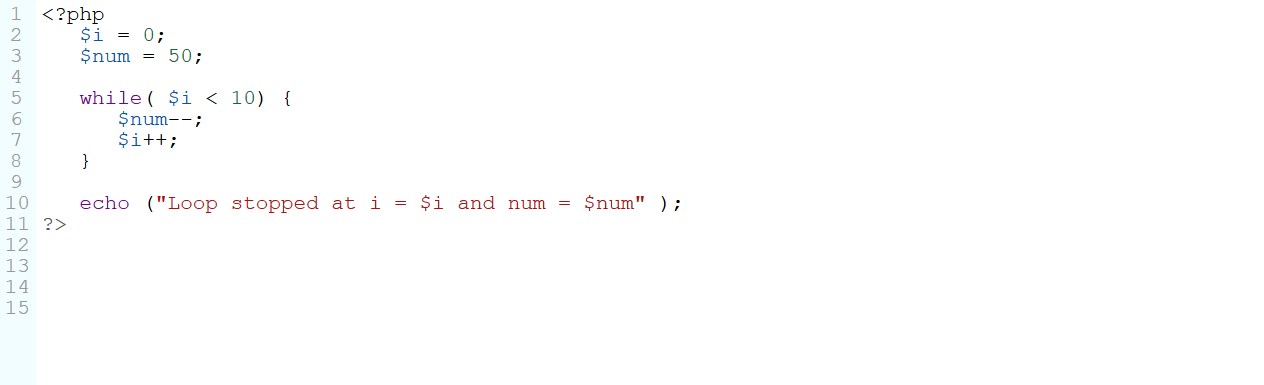 1 <?php
2    $i = 0;
3    $num = 50;
4
5    while( $i < 10) {
6       $num--;
7       $i++;
8    }
9
10    echo ("Loop stopped at i = $i and num = $num" );
11 ?>
12
13
14
15